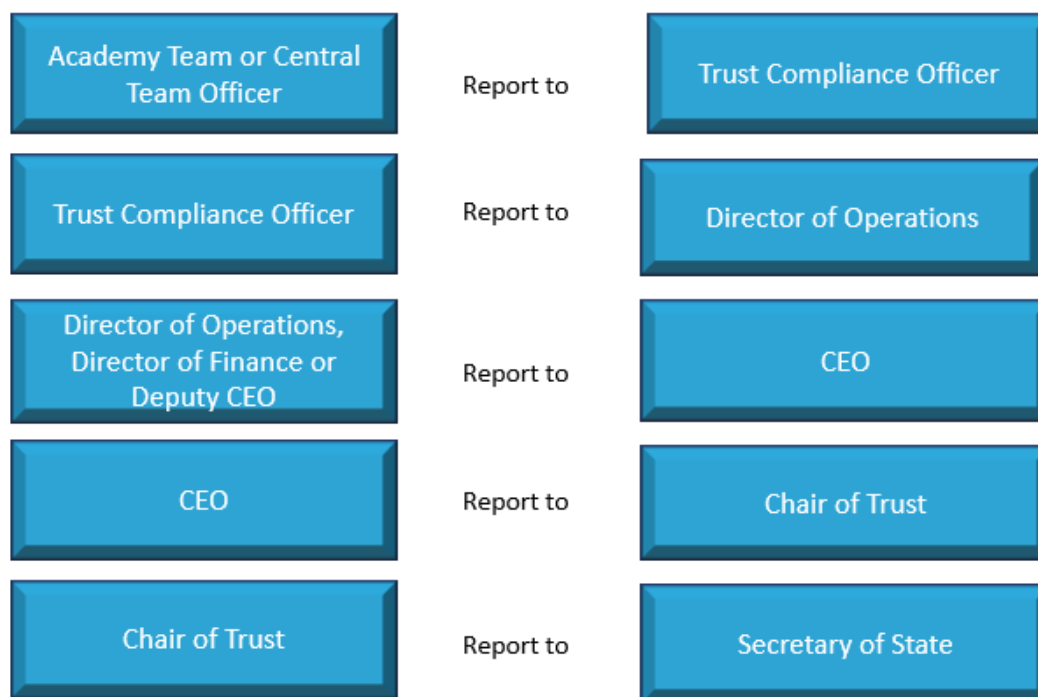 Academy Team or Central
Team Officer
Report to
Trust Compliance Officer
Trust Compliance Officer
Report to
Director of Operations
Director of Operations,
Director of Finance or
Deputy CEO
Report to
CEO
CEO
Report to
Chair of Trust
Chair of Trust
Report to
Secretary of State